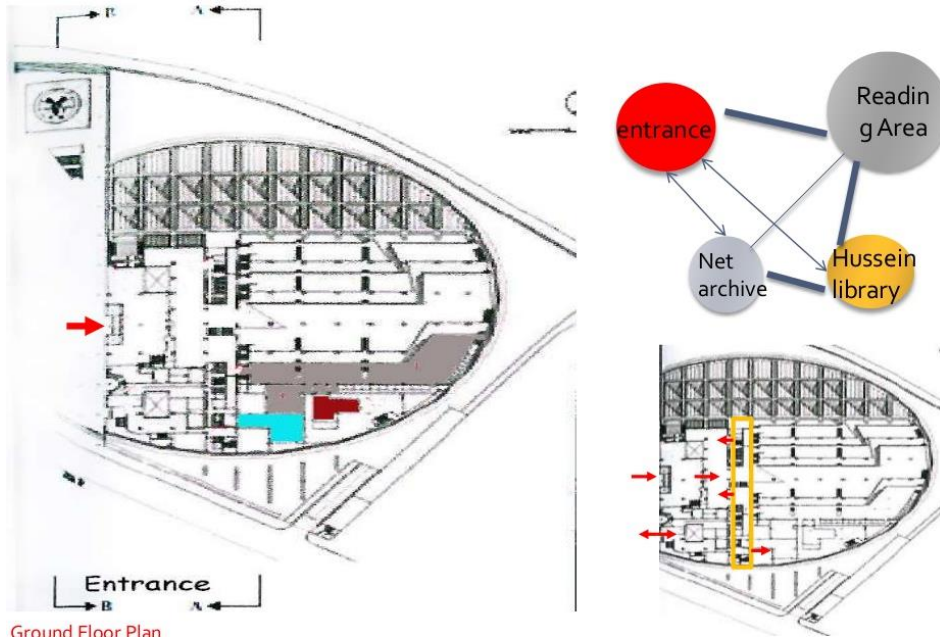 B A
entrance
Readin
g Area
Net
archive
Hussein
library
Entrance
B A
Ground Floor Plan